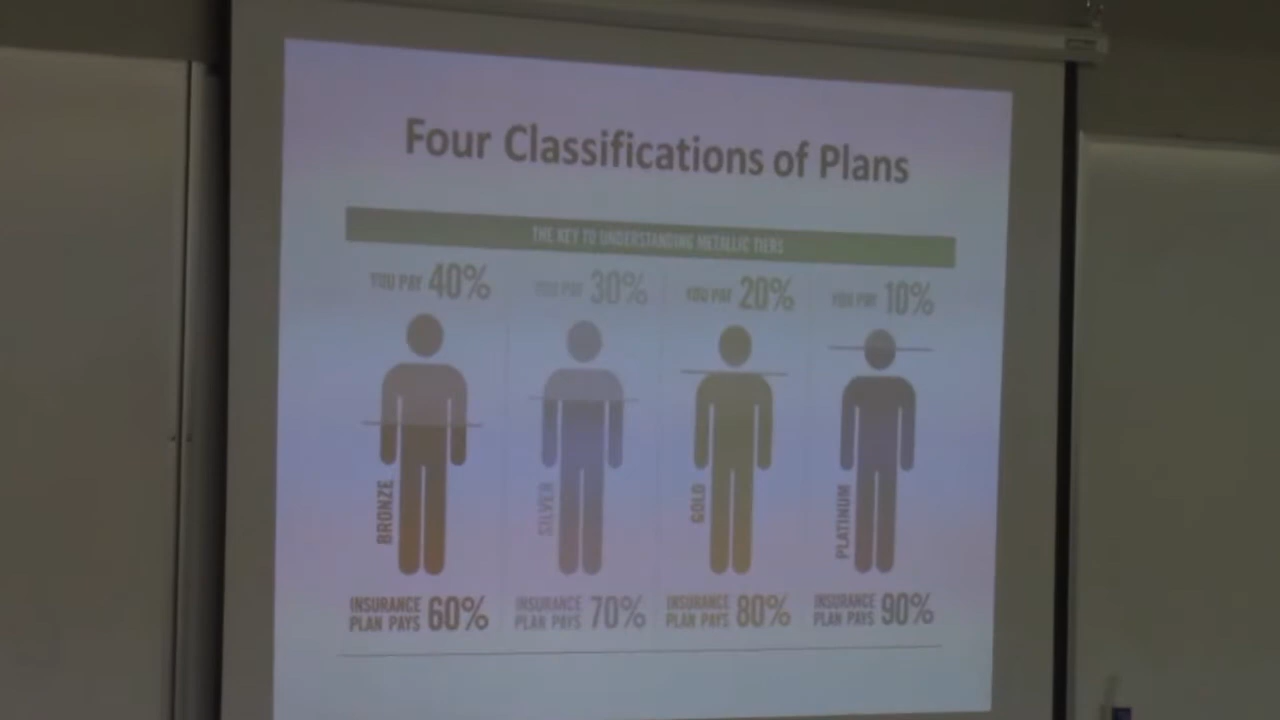 Four Classifications of Plans
THE KEY TO UNDERSTANDING METALLIC TIERS
YOU PAY 40%
YOU PAY 30%
YOU PAY 20%
YOU PAY 10%
BRONZE
SILVER
GOLD
PLATINUM
INSURANCE
PLAN PAYS 60%
INSURANCE
PLAN PAYS 70%
INSURANCE
PLAN PAYS 80%
INSURANCE
PLAN PAYS 90%